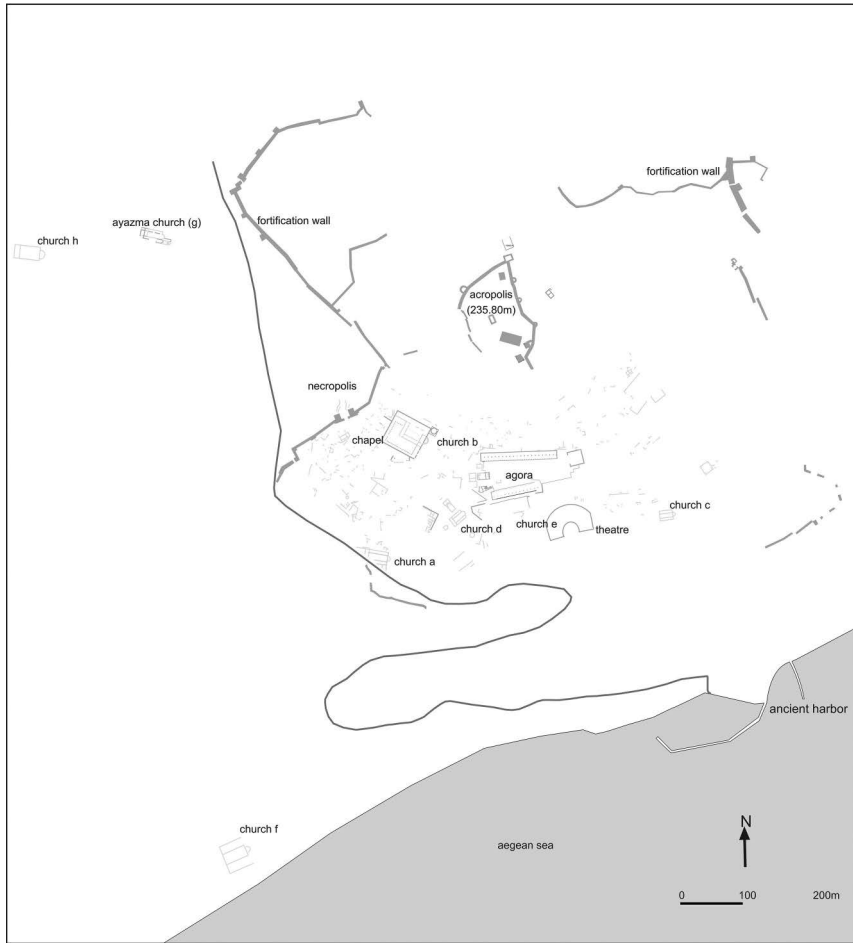 fortification wall
ayazma church (g)
fortification wall
church h
acropolis
(235.80m)
necropolis
chapel
church b
agora
church c
church d
church e
theatre
church a
ancient harbor
church f
N
aegean sea
0 100 200m